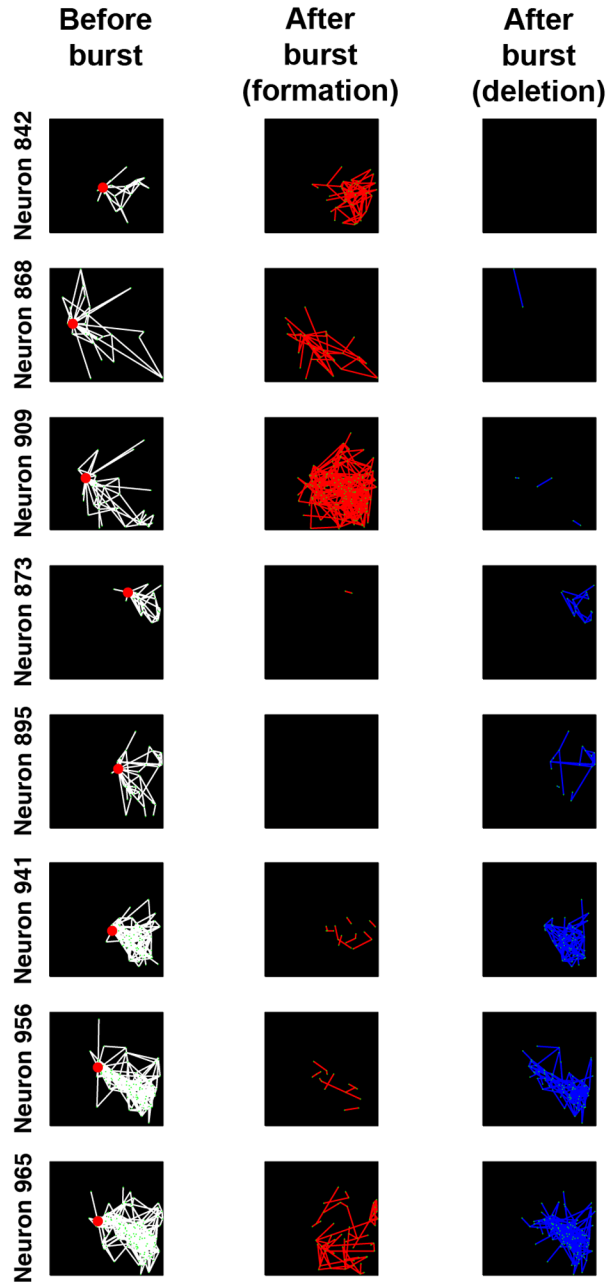 Before
burst
After
burst
(formation)
After
burst
(deletion)
Neuron 842
Neuron 868
Neuron 909
Neuron 873
Neuron 895
Neuron 941
Neuron 956
Neuron 965